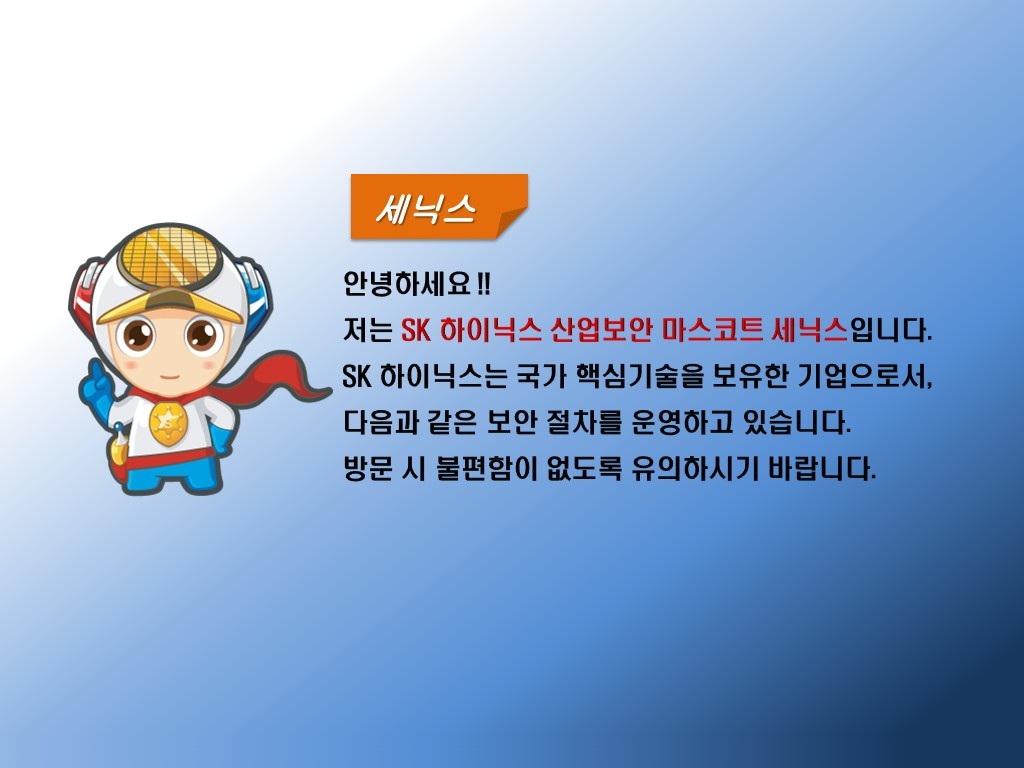 세닉스
안녕하세요!!
저는 SK 하이닉스 산업보안 마스코트 세닉스입니다.
SK 하이닉스는 국가 핵심기술을 보유한 기업으로서,
다음과 같은 보안 절차를 운영하고 있습니다.
방문 시 불편함이 없도록 유의하시기 바랍니다.